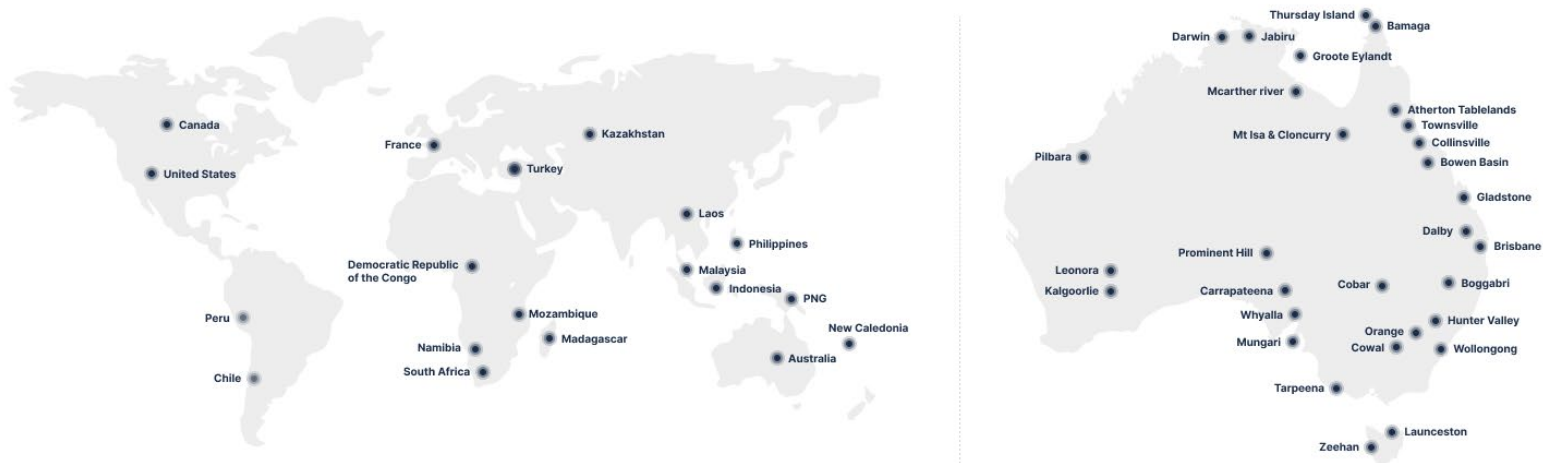 Canada
United States
France
Kazakhstan
Turkey
Laos
Philippines
Democratic Republic
of the Congo
Malaysia
Indonesia
PNG
Peru
Mozambique
Madagascar
New Caledonia
Namibia
Australia
South Africa
Chile
Thursday Island
Bamaga
Darwin
Jabiru
Groote Eylandt
Mcarther river
Atherton Tablelands
Townsville
Mt Isa & Cloncurry
Collinsville
Pilbara
Bowen Basin
Gladstone
Dalby
Brisbane
Prominent Hill
Leonora
Kalgoorlie
Carrapateena
Cobar
Boggabri
Whyalla
Hunter Valley
Orange
Mungari
Cowal
Wollongong
Tarpeena
Launceston
Zeehan